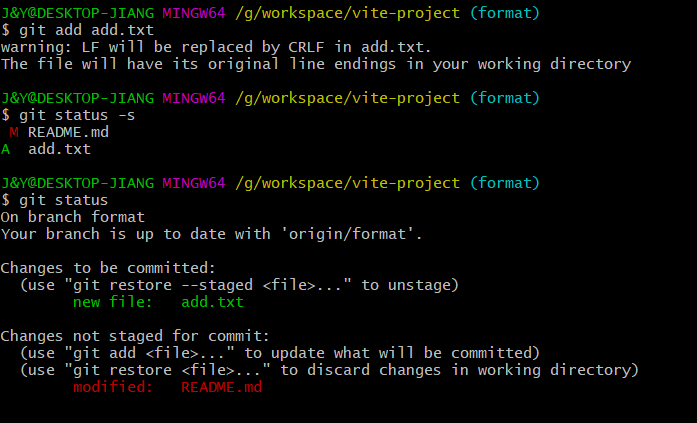 J&Y@DESKTOP-JIANG MINGW64 /g/workspace/vite-project (format)
$ git add add.txt
warning: LF will be replaced by CRLF in add.txt.
The file will have its original line endings in your working directory
J&Y@DESKTOP-JIANG MINGW64 /g/workspace/vite-project (format)
$ git status -s
 M README.md
A  add.txt
J&Y@DESKTOP-JIANG MINGW64 /g/workspace/vite-project (format)
$ git status
On branch format
Your branch is up to date with 'origin/format'.
Changes to be committed:
  (use "git restore --staged <file>..." to unstage)
        new file:   add.txt
Changes not staged for commit:
  (use "git add <file>..." to update what will be committed)
  (use "git restore <file>..." to discard changes in working directory)
        modified:   README.md